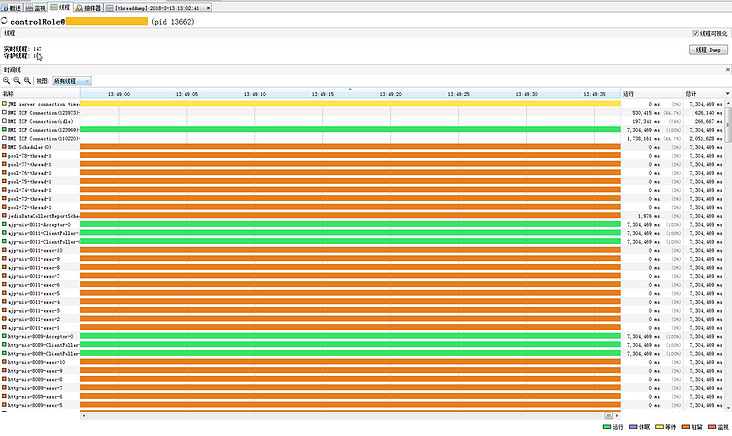 概述 监视 线程 抽样器 [threaddump] 2018-3-13 13:02:41
controlRole@ (pid 13662)
线程 线程可视化
实时线程: 147
守护线程: 线程 Dump
时间线
视图: 所有线程
名称 13:49:00 13:49:05 13:49:10 13:49:15 13:49:20 13:49:25 13:49:30 13:49:35 运行 总计
JMX server connection time 0 ms (0%) 7,304,469 ms
RMI TCP Connection(123973) 530,415 ms (84.7%) 626,140 ms
RMI TCP Connection(idle) 197,341 ms (74%) 266,667 ms
RMI TCP Connection(123969) 7,304,469 ms (100%) 7,304,469 ms
RMI TCP Connection(110220) 1,738,161 ms (84.7%) 2,051,628 ms
RMI Scheduler(0) 0 ms (0%) 7,304,469 ms
pool-78-thread-1 0 ms (0%) 7,304,469 ms
pool-77-thread-1 0 ms (0%) 7,304,469 ms
pool-76-thread-1 0 ms (0%) 7,304,469 ms
pool-75-thread-1 0 ms (0%) 7,304,469 ms
pool-74-thread-1 0 ms (0%) 7,304,469 ms
pool-73-thread-1 0 ms (0%) 7,304,469 ms
pool-72-thread-1 0 ms (0%) 7,304,469 ms
jedisDataCollectReportSche 1,976 ms (0%) 7,304,469 ms
ajp-nio-8011-Acceptor-0 7,304,469 ms (100%) 7,304,469 ms
ajp-nio-8011-ClientPoller- 7,304,469 ms (100%) 7,304,469 ms
ajp-nio-8011-ClientPoller- 7,304,469 ms (100%) 7,304,469 ms
ajp-nio-8011-exec-10 0 ms (0%) 7,304,469 ms
ajp-nio-8011-exec-9 0 ms (0%) 7,304,469 ms
ajp-nio-8011-exec-8 0 ms (0%) 7,304,469 ms
ajp-nio-8011-exec-7 0 ms (0%) 7,304,469 ms
ajp-nio-8011-exec-6 0 ms (0%) 7,304,469 ms
ajp-nio-8011-exec-5 0 ms (0%) 7,304,469 ms
ajp-nio-8011-exec-4 0 ms (0%) 7,304,469 ms
ajp-nio-8011-exec-3 0 ms (0%) 7,304,469 ms
ajp-nio-8011-exec-2 0 ms (0%) 7,304,469 ms
ajp-nio-8011-exec-1 0 ms (0%) 7,304,469 ms
http-nio-8089-Acceptor-0 7,304,469 ms (100%) 7,304,469 ms
http-nio-8089-ClientPoller 7,304,469 ms (100%) 7,304,469 ms
http-nio-8089-ClientPoller 7,304,469 ms (100%) 7,304,469 ms
http-nio-8089-exec-10 0 ms (0%) 7,304,469 ms
http-nio-8089-exec-9 0 ms (0%) 7,304,469 ms
http-nio-8089-exec-8 0 ms (0%) 7,304,469 ms
http-nio-8089-exec-7 0 ms (0%) 7,304,469 ms
http-nio-8089-exec-6 0 ms (0%) 7,304,469 ms
http-nio-8089-exec-5 0 ms (0%) 7,304,469 ms
运行 休眠 等待 驻留 监视